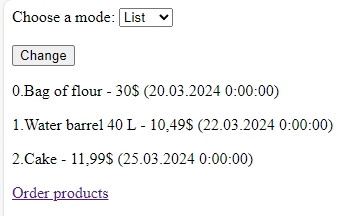 Choose a mode: List
Change
0.Bag of flour - 30$ (20.03.2024 0:00:00)
1.Water barrel 40 L - 10,49$ (22.03.2024 0:00:00)
2.Cake - 11,99$ (25.03.2024 0:00:00)
Order products